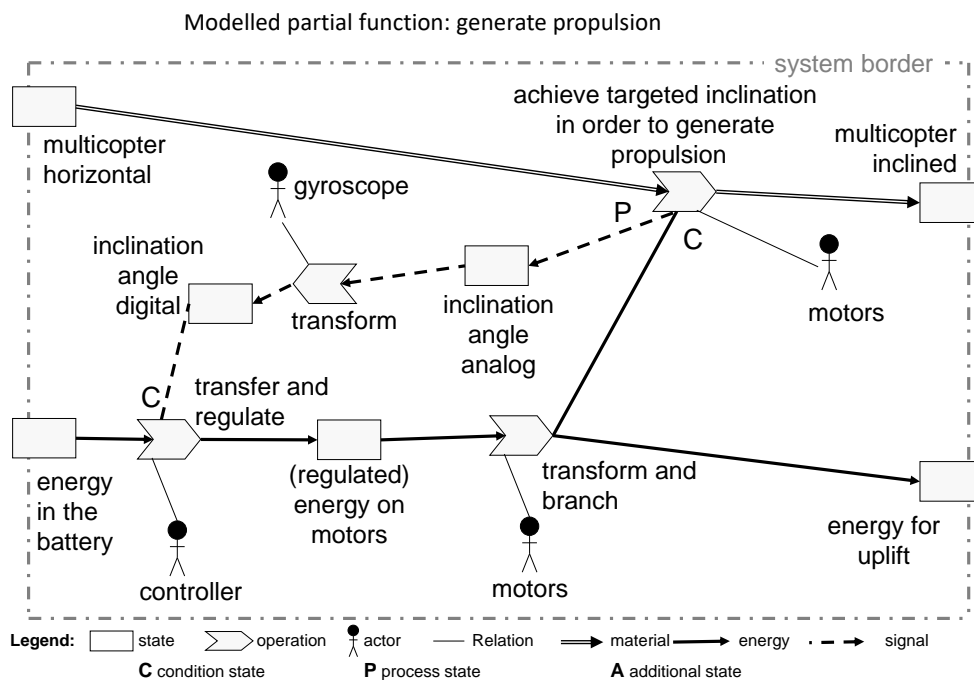 Modelled partial function: generate propulsion
system border
achieve targeted inclination
in order to generate
propulsion
multicopter
inclined
multicopter
horizontal
gyroscope
P
C
inclination
angle
digital
transform
inclination
angle
analog
motors
C
transfer and
regulate
energy
in the
battery
(regulated)
energy on
motors
transform and
branch
energy for
uplift
controller
motors
Legend: state operation actor Relation material energy signal
C condition state P process state A additional state